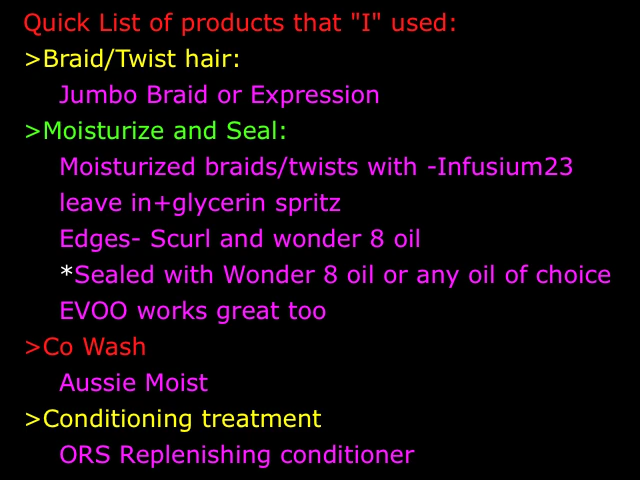 Quick List of products that "I" used:
>Braid/Twist hair:
Jumbo Braid or Expression
>Moisturize and Seal:
Moisturized braids/twists with -Infusium23
leave in+glycerin spritz
Edges- Scurl and wonder 8 oil
*Sealed with Wonder 8 oil or any oil of choice
EVOO works great too
>Co Wash
Aussie Moist
>Conditioning treatment
ORS Replenishing conditioner